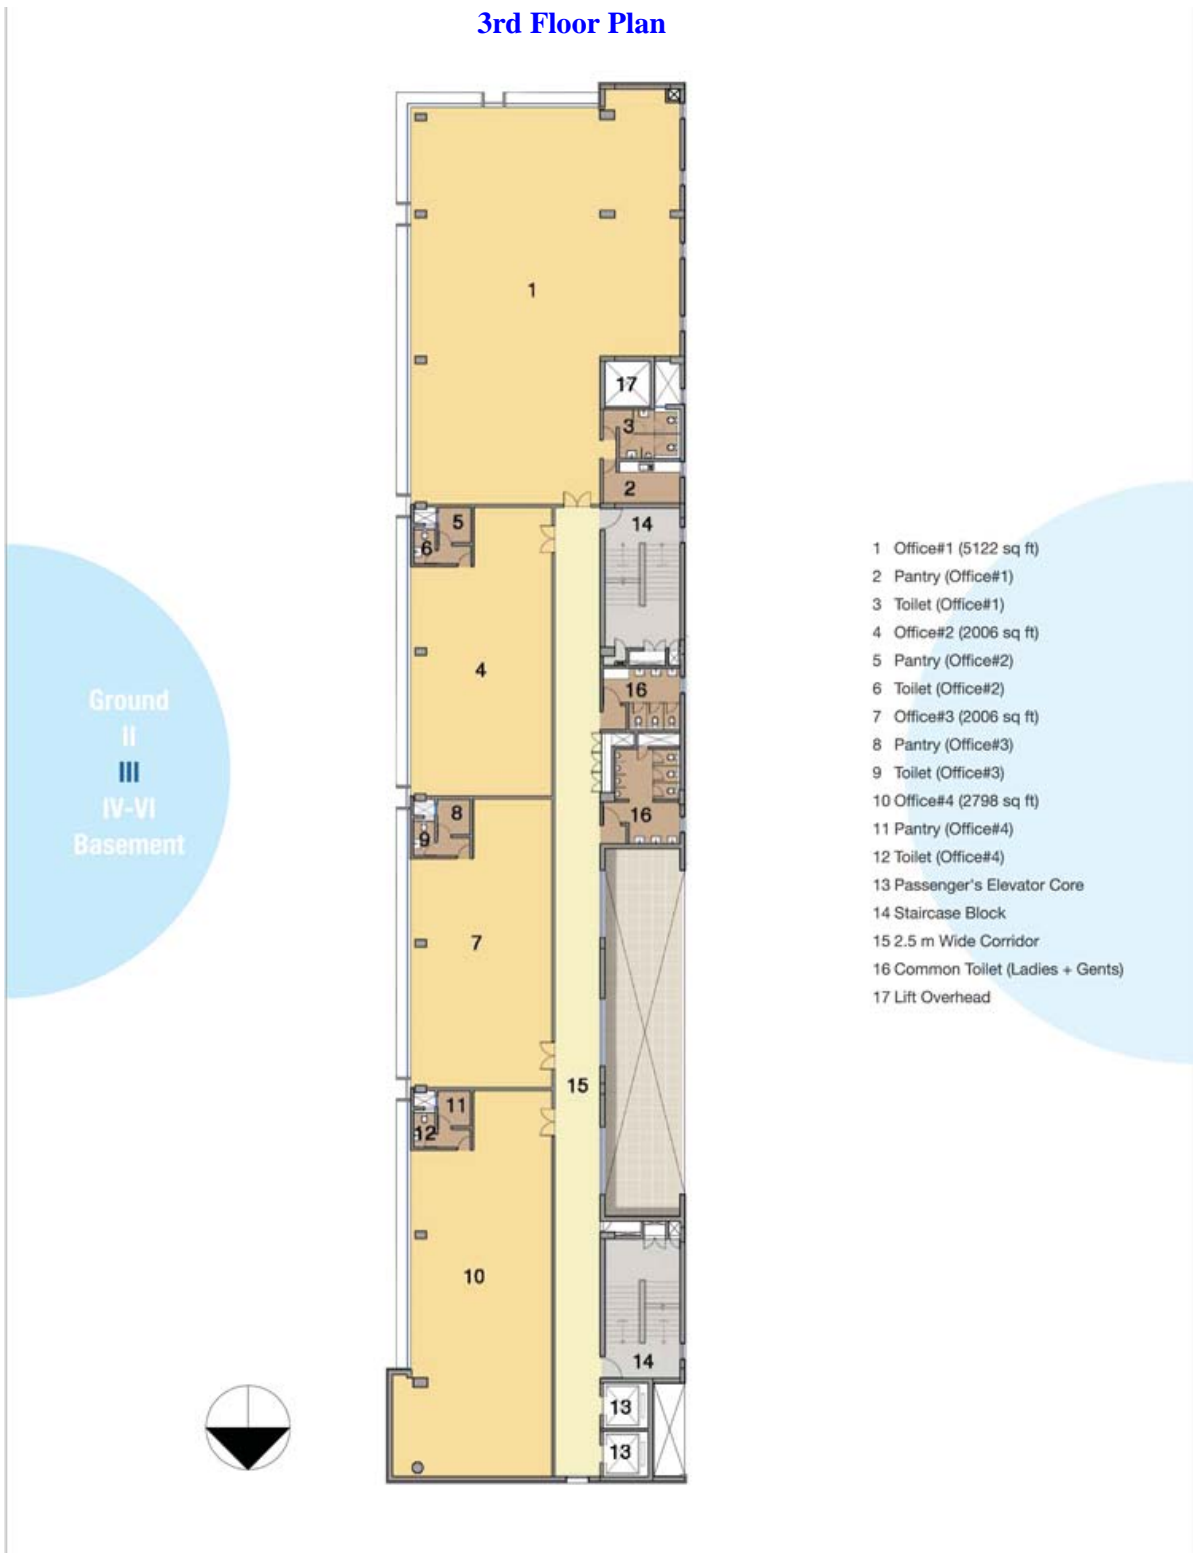 3rd Floor Plan
1
17
3
2
14
5
6
4
16
8
16
9
7
15
11
12
10
14
13
13
Ground
II
III
IV-VI
Basement
1 Office#1 (5122 sq ft)
2 Pantry (Office#1)
3 Toilet (Office#1)
4 Office#2 (2006 sq ft)
5 Pantry (Office#2)
6 Toilet (Office#2)
7 Office#3 (2006 sq ft)
8 Pantry (Office#3)
9 Toilet (Office#3)
10 Office#4 (2798 sq ft)
11 Pantry (Office#4)
12 Toilet (Office#4)
13 Passenger's Elevator Core
14 Staircase Block
15 2.5 m Wide Corridor
16 Common Toilet (Ladies + Gents)
17 Lift Overhead